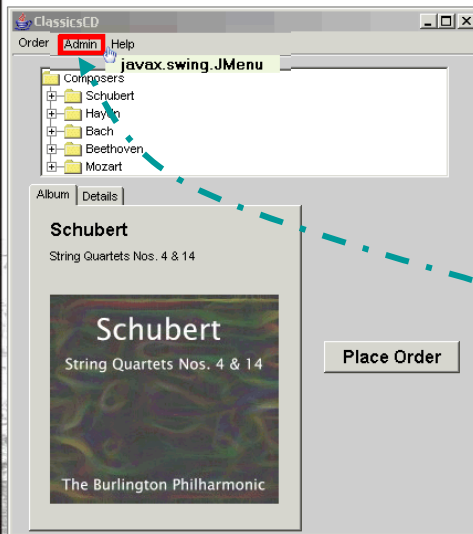 ClassicsCD
Order Admin Help
javax.swing.JMenu
Composers
Schubert
Haydn
Bach
Beethoven
Mozart
Album Details
Schubert
String Quartets Nos. 4 & 14
Schubert
String Quartets Nos. 4 & 14
Place Order
The Burlington Philharmonic